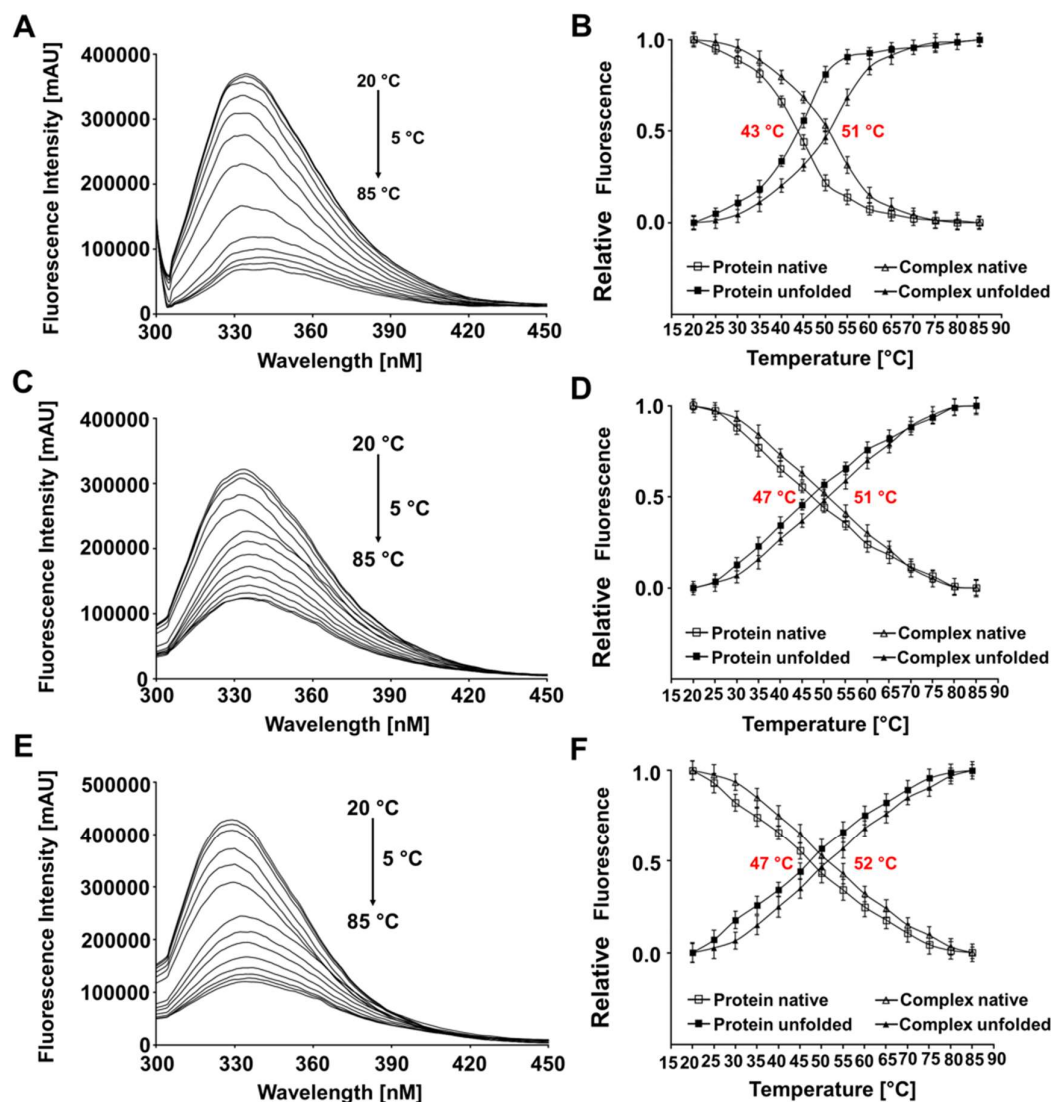 A
Fluorescence Intensity [mAU]
400000
300000
200000
100000
0
300 330 360 390 420 450
Wavelength [nM]
20 °C
5 °C
85 °C
B
Relative Fluorescence
1.0
0.5
0.0
43 °C 51 °C
Protein native Complex native
Protein unfolded Complex unfolded
15 20 25 30 35 40 45 50 55 60 65 70 75 80 85 90
Temperature [°C]
C
Fluorescence Intensity [mAU]
400000
300000
200000
100000
0
300 330 360 390 420 450
Wavelength [nM]
20 °C
5 °C
85 °C
D
Relative Fluorescence
1.0
0.5
0.0
47 °C 51 °C
Protein native Complex native
Protein unfolded Complex unfolded
15 20 25 30 35 40 45 50 55 60 65 70 75 80 85 90
Temperature [°C]
E
Fluorescence Intensity [mAU]
500000
400000
300000
200000
100000
0
300 330 360 390 420 450
Wavelength [nM]
20 °C
5 °C
85 °C
F
Relative Fluorescence
1.0
0.5
0.0
47 °C 52 °C
Protein native Complex native
Protein unfolded Complex unfolded
15 20 25 30 35 40 45 50 55 60 65 70 75 80 85 90
Temperature [°C]